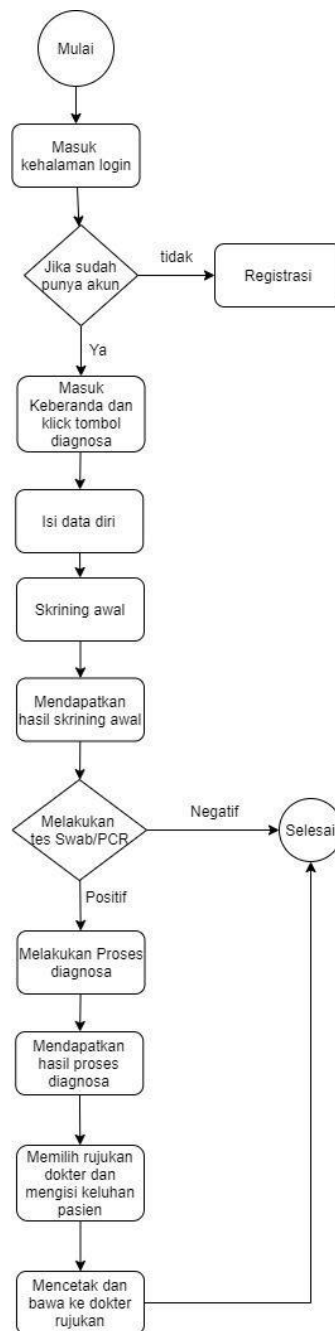 Mulai
Masuk
kehalaman login
Jika sudah
punya akun
tidak
Registrasi
Ya
Masuk
Keberanda dan
klick tombol
diagnosa
Isi data diri
Skrining awal
Mendapatkan
hasil skrining awal
Melakukan
tes Swab/PCR
Negatif
Selesai
Positif
Melakukan Proses
diagnosa
Mendapatkan
hasil proses
diagnosa
Memilih rujukan
dokter dan
mengisi keluhan
pasien
Mencetak dan
bawa ke dokter
rujukan